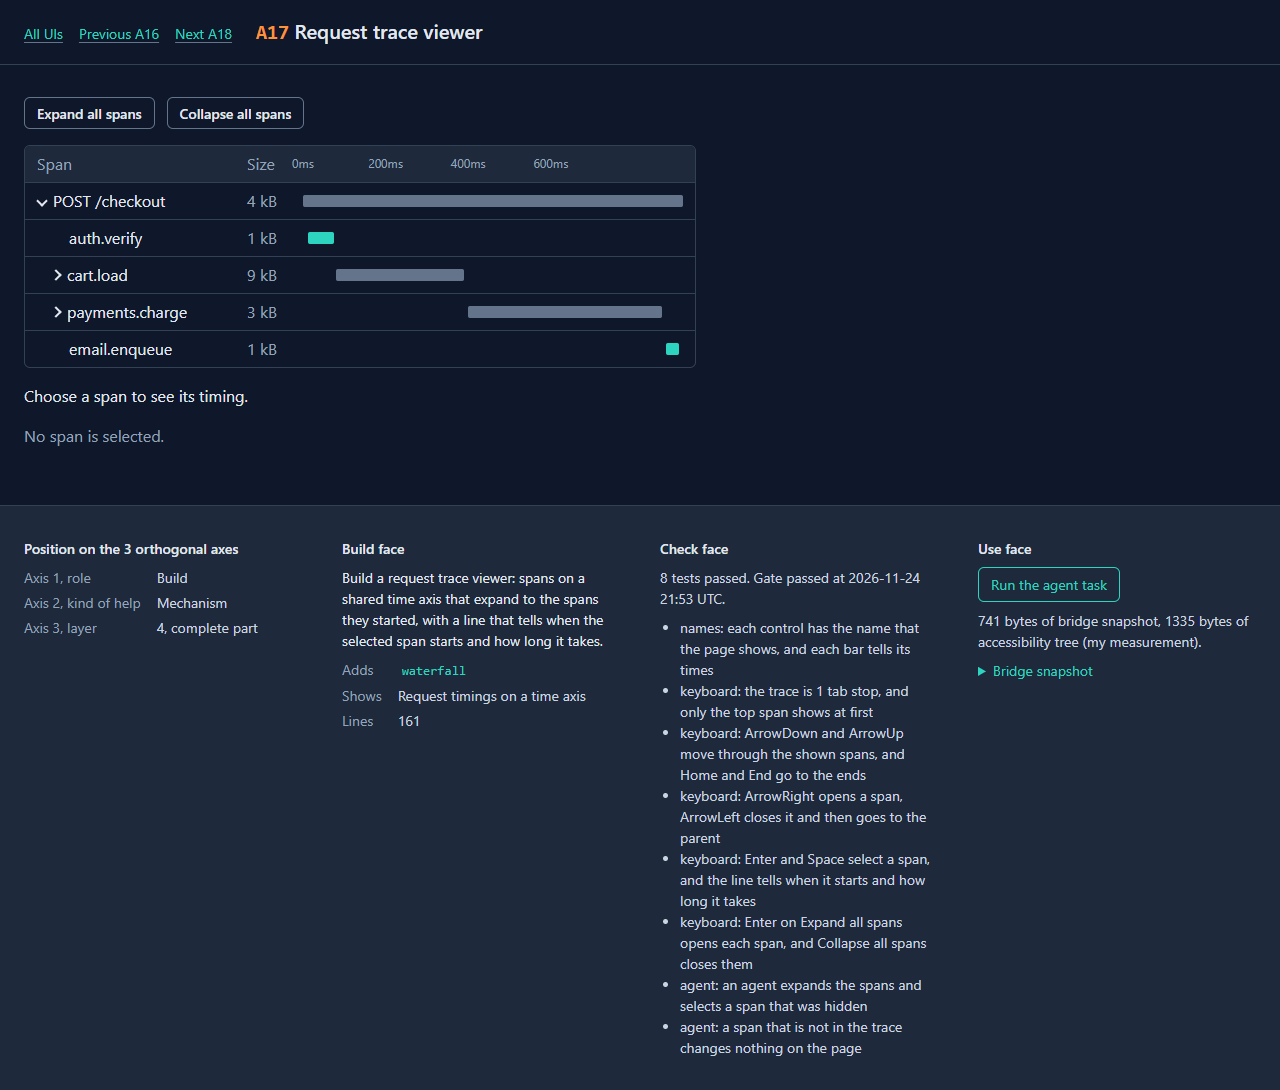 All UIs Previous A16 Next A18 A17 Request trace viewer
Expand all spans Collapse all spans
Span Size 0ms 200ms 400ms 600ms
POST /checkout 4 kB
auth.verify 1 kB
cart.load 9 kB
payments.charge 3 kB
email.enqueue 1 kB
Choose a span to see its timing.
No span is selected.
Position on the 3 orthogonal axes
Axis 1, role Build
Axis 2, kind of help Mechanism
Axis 3, layer 4, complete part
Build face
Build a request trace viewer: spans on a
shared time axis that expand to the spans
they started, with a line that tells when the
selected span starts and how long it takes.
Adds waterfall
Shows Request timings on a time axis
Lines 161
Check face
8 tests passed. Gate passed at 2026-11-24
21:53 UTC.
names: each control has the name that
the page shows, and each bar tells its
times
keyboard: the trace is 1 tab stop, and
only the top span shows at first
keyboard: ArrowDown and ArrowUp
move through the shown spans, and
Home and End go to the ends
keyboard: ArrowRight opens a span,
ArrowLeft closes it and then goes to the
parent
keyboard: Enter and Space select a span,
and the line tells when it starts and how
long it takes
keyboard: Enter on Expand all spans
opens each span, and Collapse all spans
closes them
agent: an agent expands the spans and
selects a span that was hidden
agent: a span that is not in the trace
changes nothing on the page
Use face
Run the agent task
741 bytes of bridge snapshot, 1335 bytes of
accessibility tree (my measurement).
Bridge snapshot